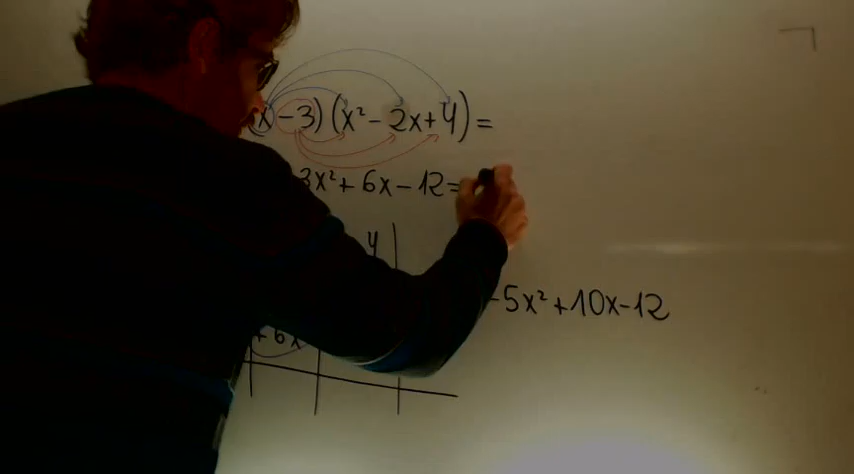 x-3)(x²-2x+4)=
3x²+6x-12=
4
-5x²+10x-12
+6x